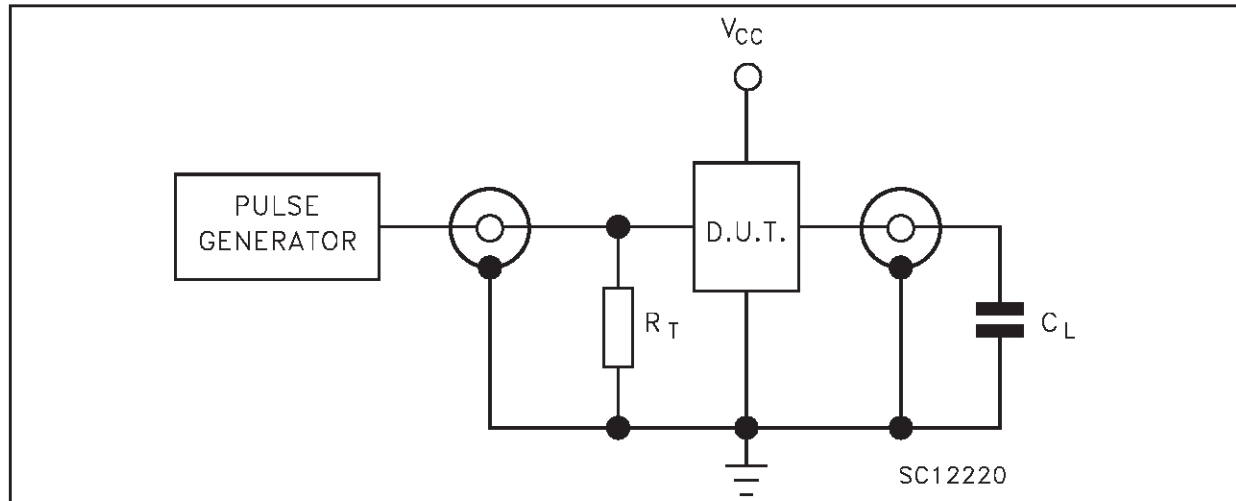 VCC
PULSE
GENERATOR
D.U.T.
RT
CL
SC12220